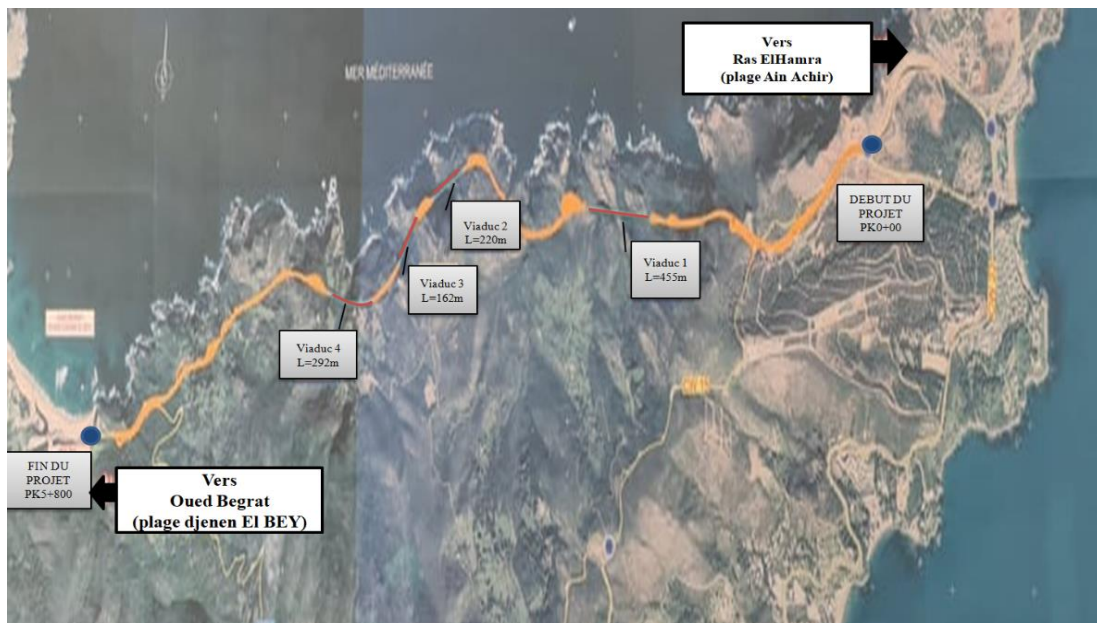 MER MÉDITERRANÉE
Vers
Ras ElHamra
(plage Ain Achir)
DEBUT DU
PROJET
PK0+00
Viaduc 1
L=455m
Viaduc 2
L=220m
Viaduc 3
L=162m
Viaduc 4
L=292m
FIN DU
PROJET
PK5+800
Vers
Oued Begrat
(plage djenen El BEY)